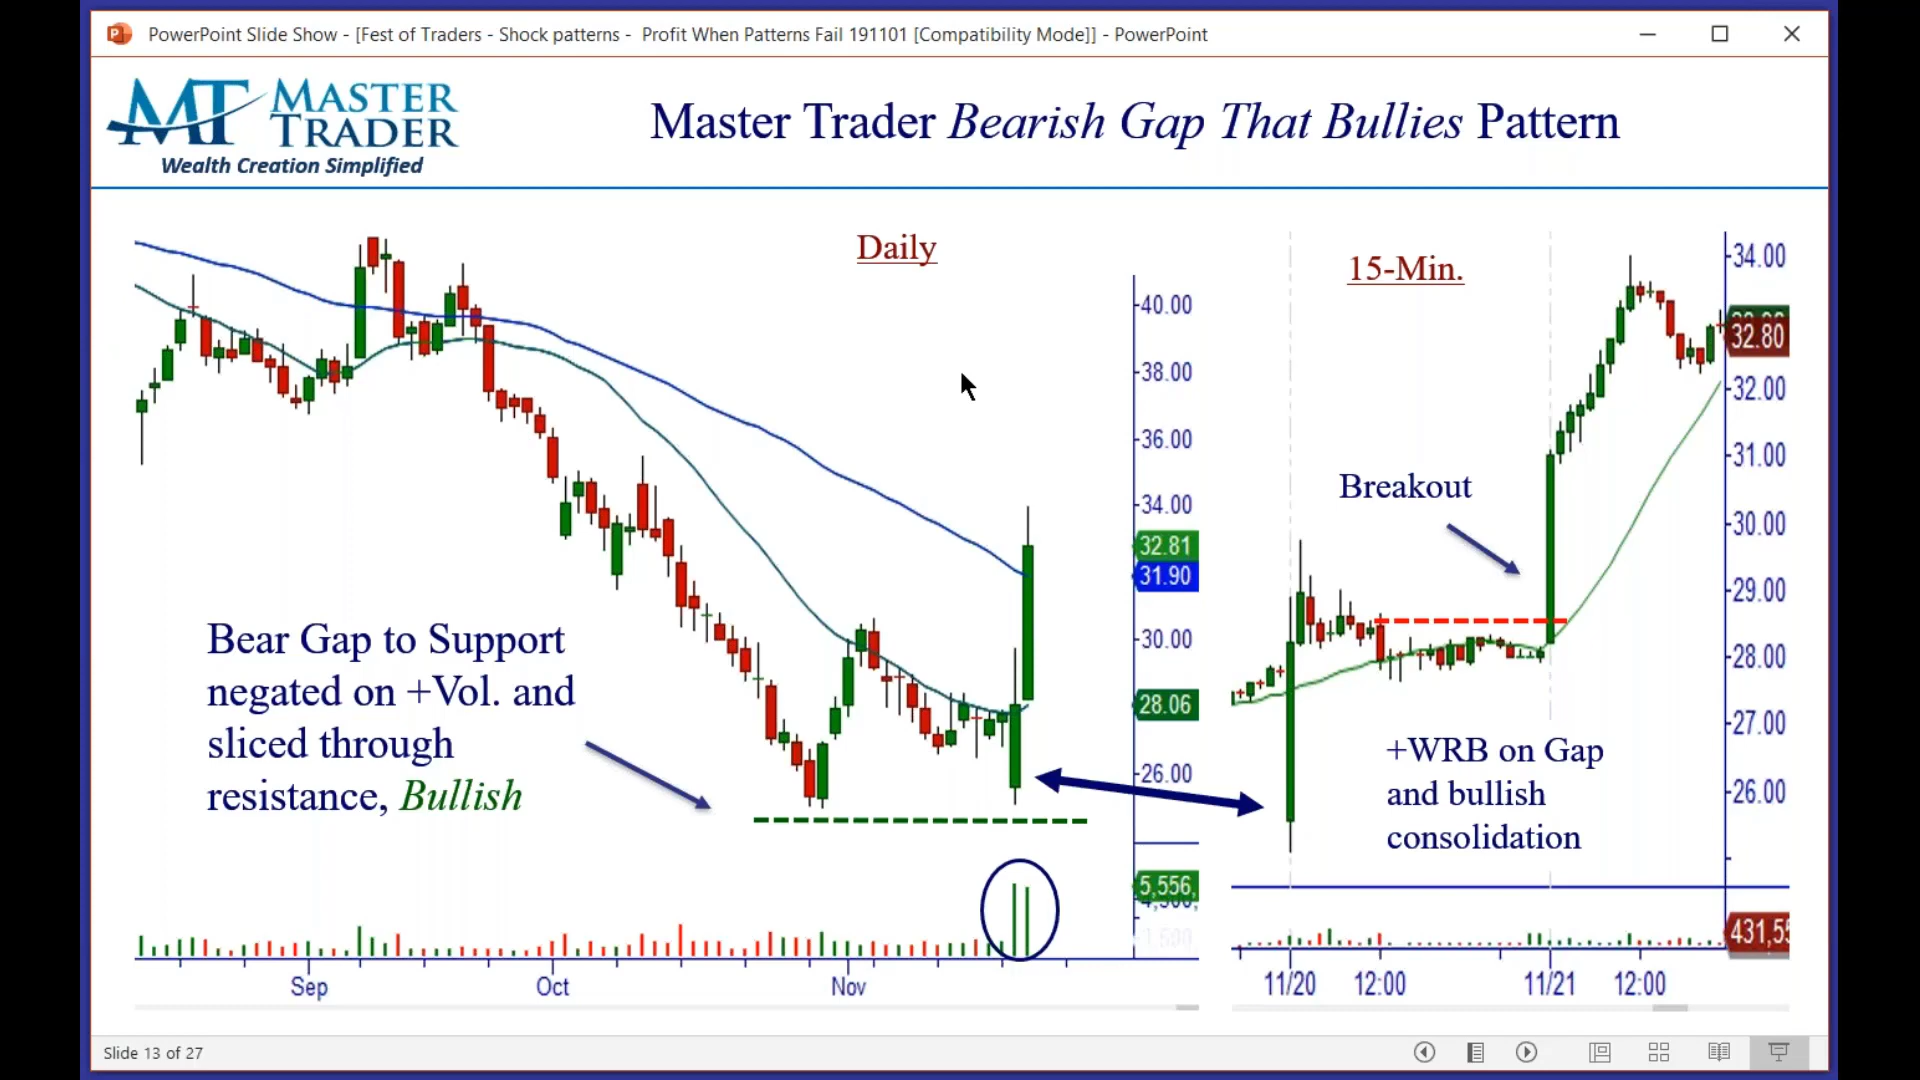 PowerPoint Slide Show - [Fest of Traders - Shock patterns - Profit When Patterns Fail 191101 [Compatibility Mode]] - PowerPoint
MT MASTER TRADER
Wealth Creation Simplified
Master Trader Bearish Gap That Bullies Pattern
Daily
15-Min.
40.00
38.00
36.00
34.00
32.81
31.90
30.00
28.06
26.00
5,556,
34.00
32.80
32.00
31.00
30.00
29.00
28.00
27.00
26.00
431,55
Breakout
Bear Gap to Support
negated on +Vol. and
sliced through
resistance, Bullish
+WRB on Gap
and bullish
consolidation
Sep
Oct
Nov
11/20
12:00
11/21
12:00
Slide 13 of 27